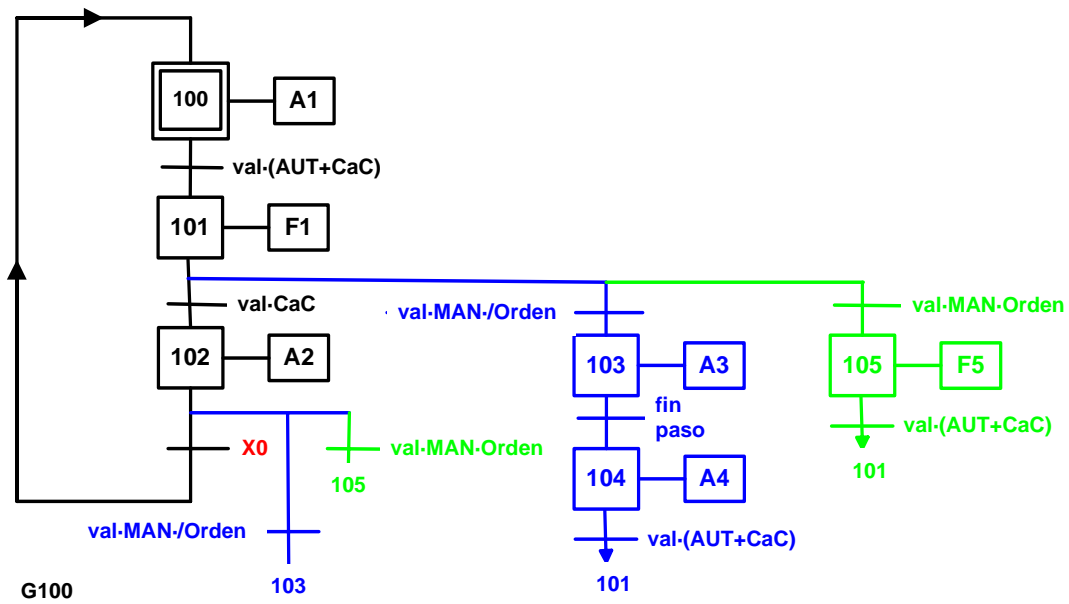 100
A1
val·(AUT+CaC)
101
F1
val·CaC
val·MAN·/Orden
val·MAN·Orden
102
A2
103
A3
105
F5
fin
paso
X0
val·MAN·Orden
val·(AUT+CaC)
105
104
A4
101
val·MAN·/Orden
val·(AUT+CaC)
103
101
G100